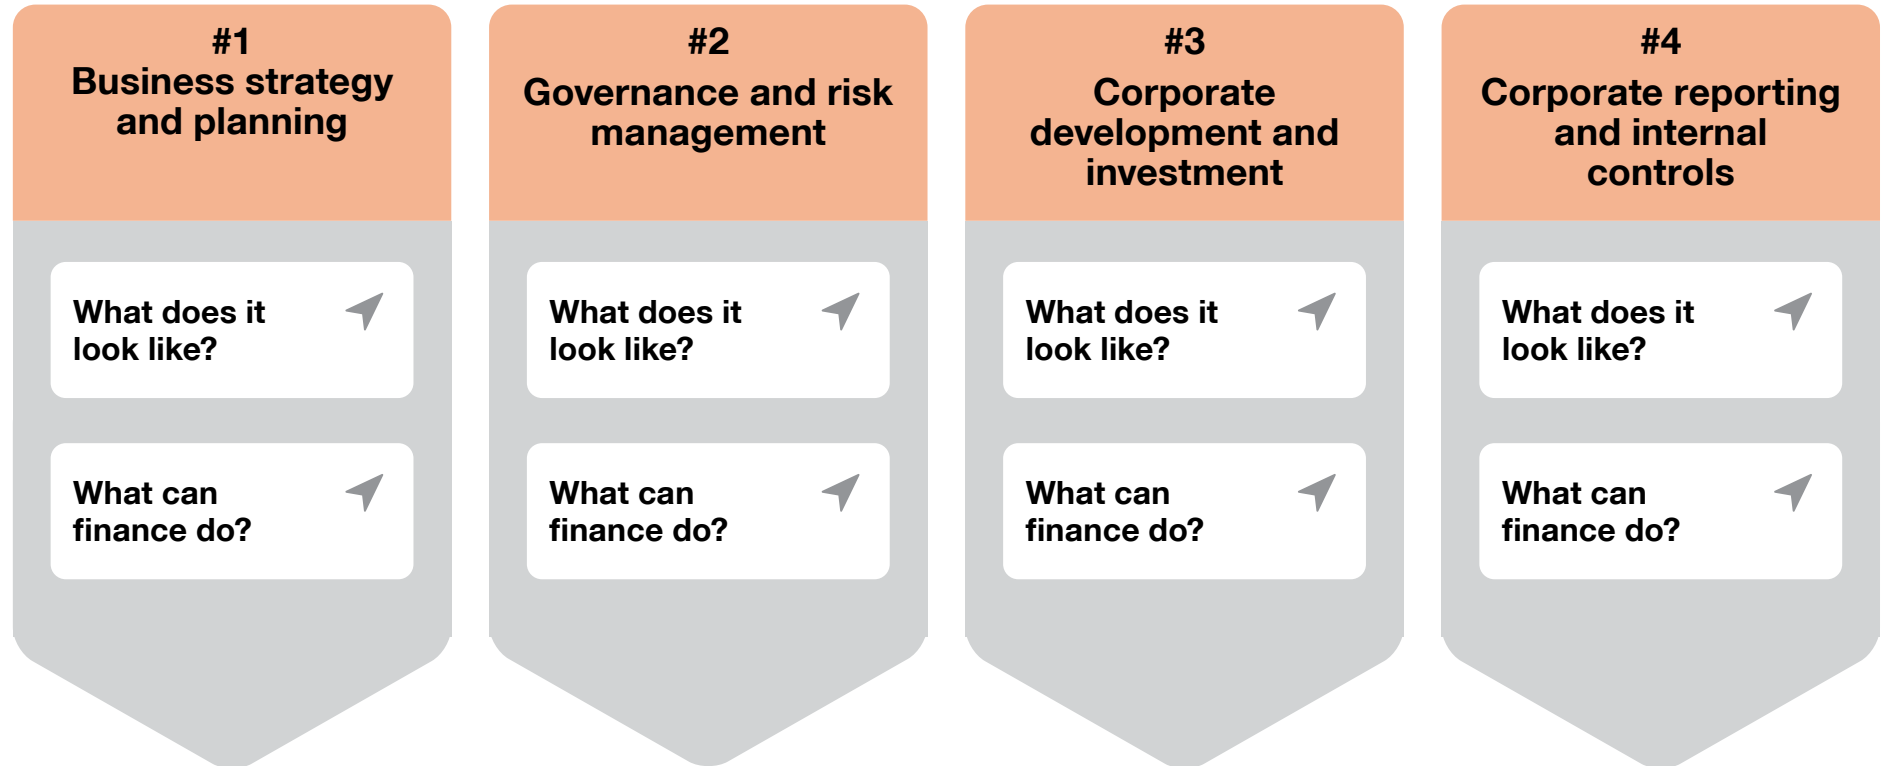 #1
Business strategy
and planning
What does it
look like?
What can
finance do?
#2
Governance and risk
management
What does it
look like?
What can
finance do?
#3
Corporate
development and
investment
What does it
look like?
What can
finance do?
#4
Corporate reporting
and internal
controls
What does it
look like?
What can
finance do?